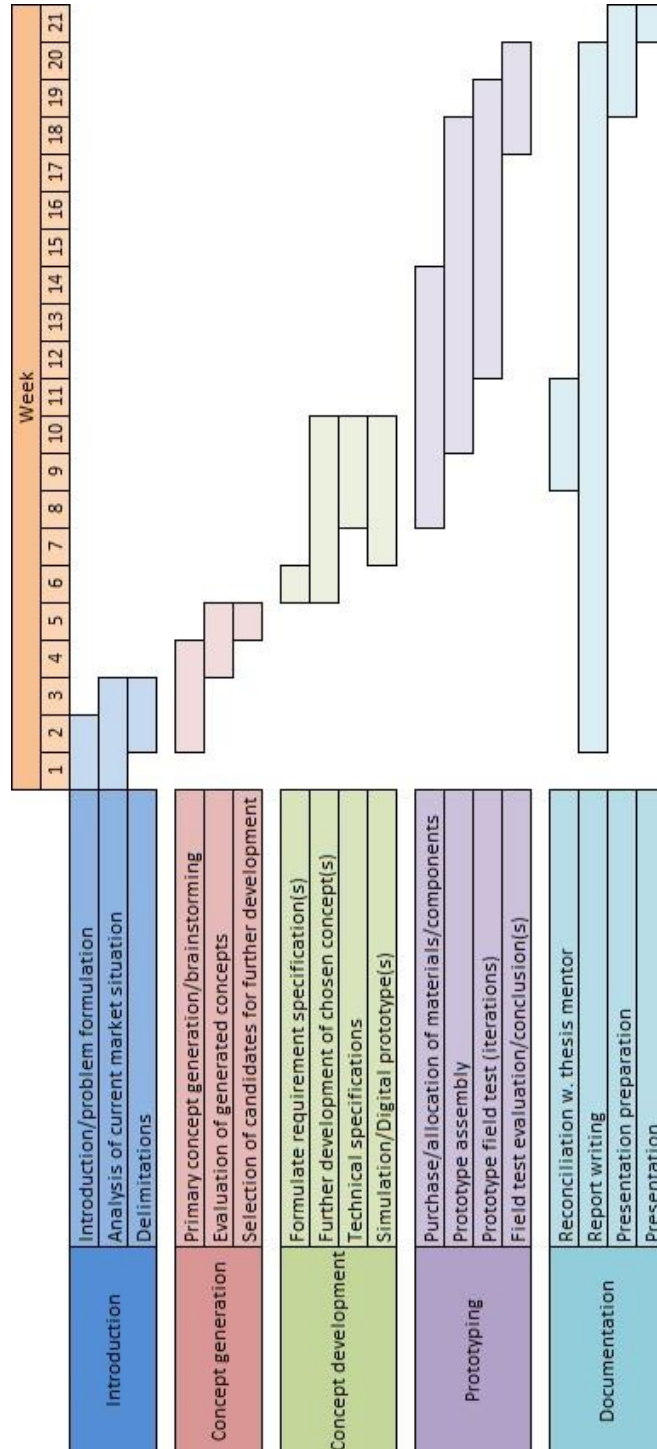 Week
1 2 3 4 5 6 7 8 9 10 11 12 13 14 15 16 17 18 19 20 21
Introduction
Introduction/problem formulation
Analysis of current market situation
Delimitations
Concept generation
Primary concept generation/brainstorming
Evaluation of generated concepts
Selection of candidates for further development
Concept development
Formulate requirement specification(s)
Further development of chosen concept(s)
Technical specifications
Simulation/Digital prototype(s)
Prototyping
Purchase/allocation of materials/components
Prototype assembly
Prototype field test (iterations)
Field test evaluation/conclusion(s)
Documentation
Reconciliation w. thesis mentor
Report writing
Presentation preparation
Presentation